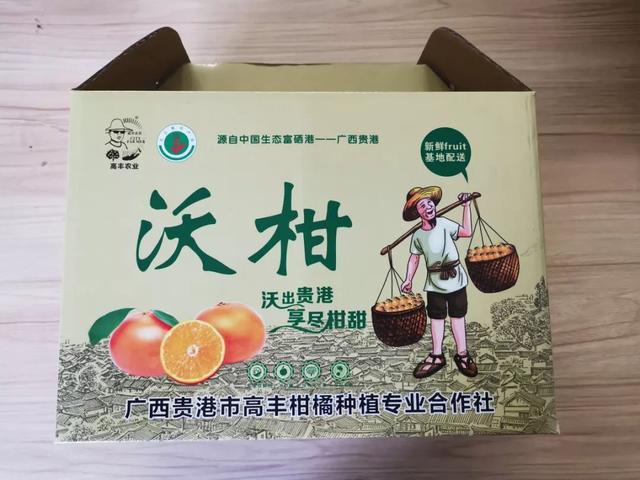 源自中国生态富硒港——广西贵港
高丰农业
新鲜fruit
基地配送
沃柑
沃出贵港
享尽柑甜
广西贵港市高丰柑橘种植专业合作社